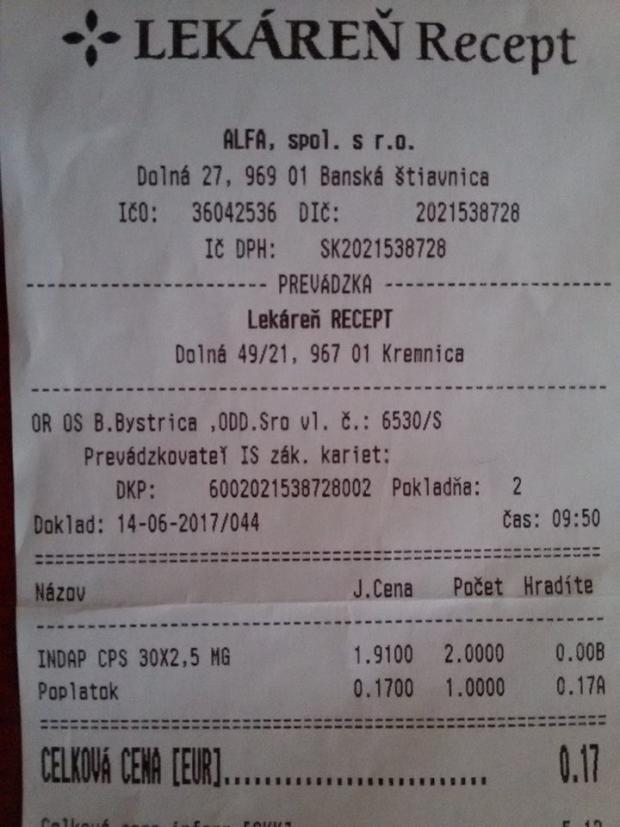 LEKÁREŇ Recept
ALFA, spol. s r.o.
Dolná 27, 969 01 Banská štiavnica
IčO: 36042536 DIč: 2021538728
Ič DPH: SK2021538728
----------------------- PREVÁDZKA -----------------------
Lekáreň RECEPT
Dolná 49/21, 967 01 Kremnica
OR OS B.Bystrica ,ODD.Sro vl. č.: 6530/S
Prevádzkovateľ IS zák. kariet:
DKP: 6002021538728002 Pokladňa: 2
Doklad: 14-06-2017/044 čas: 09:50
Názov J.Cena Počet Hradíte
INDAP CPS 30X2,5 MG 1.9100 2.0000 0.00B
Poplatok 0.1700 1.0000 0.17A
CELKOVá CENA [EUR].......................... 0.17